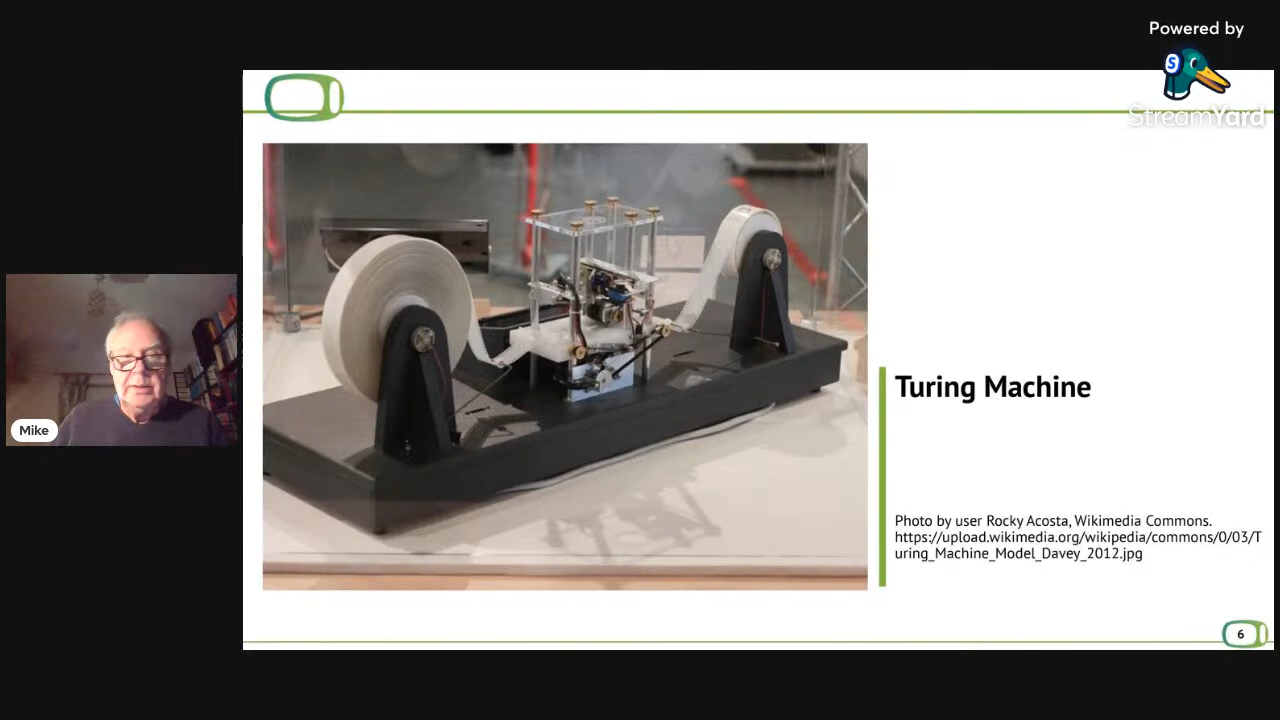 Powered by
S
StreamYard
Mike
Turing Machine
Photo by user Rocky Acosta, Wikimedia Commons.
https://upload.wikimedia.org/wikipedia/commons/0/03/T
uring_Machine_Model_Davey_2012.jpg
6